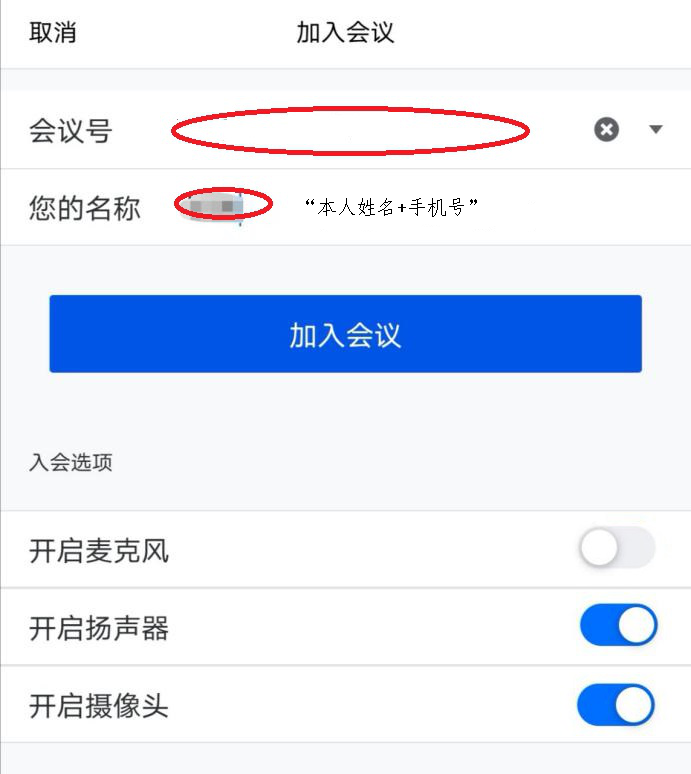 取消 加入会议
会议号
您的名称 “本人姓名+手机号”
加入会议
入会选项
开启麦克风
开启扬声器
开启摄像头